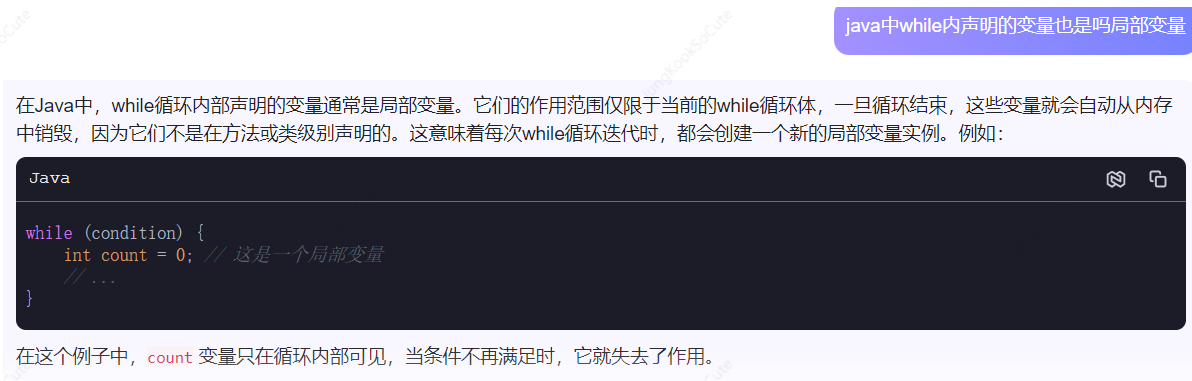 java中while内声明的变量也是吗局部变量
在Java中，while循环内部声明的变量通常是局部变量。它们的作用范围仅限于当前的while循环体，一旦循环结束，这些变量就会自动从内存
中销毁，因为它们不是在方法或类级别声明的。这意味着每次while循环迭代时，都会创建一个新的局部变量实例。例如：
Java
while (condition) {
    int count = 0; // 这是一个局部变量
    // ...
}
在这个例子中，count 变量只在循环内部可见，当条件不再满足时，它就失去了作用。
JungKookSoCute
SoCute